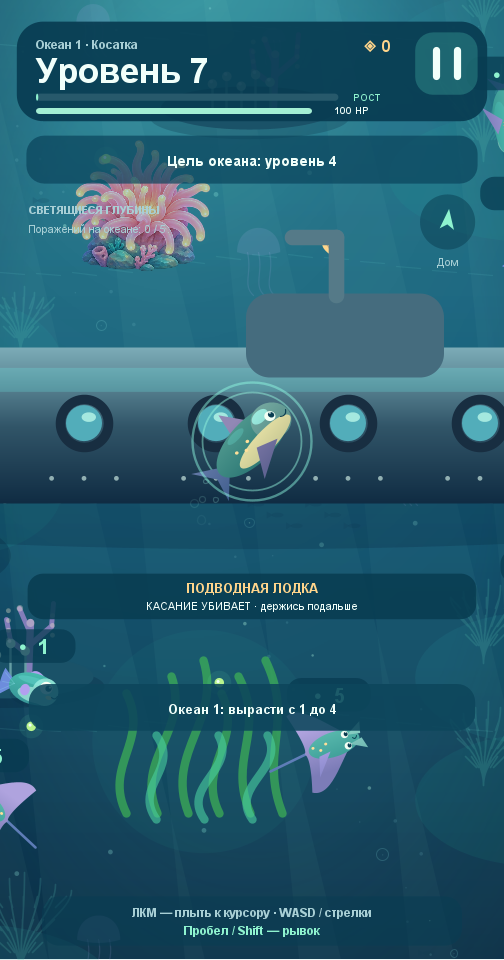 Океан 1 · Косатка
0
Уровень 7
РОСТ
100 HP
Цель океана: уровень 4
СВЕТЯЩИЕСЯ ГЛУБИНЫ
Поражений на океане: 0 / 5
Дом
ПОДВОДНАЯ ЛОДКА
КАСАНИЕ УБИВАЕТ · держись подальше
1
5
Океан 1: вырасти с 1 до 4
5
ЛКМ — плыть к курсору · WASD / стрелки
Пробел / Shift — рывок